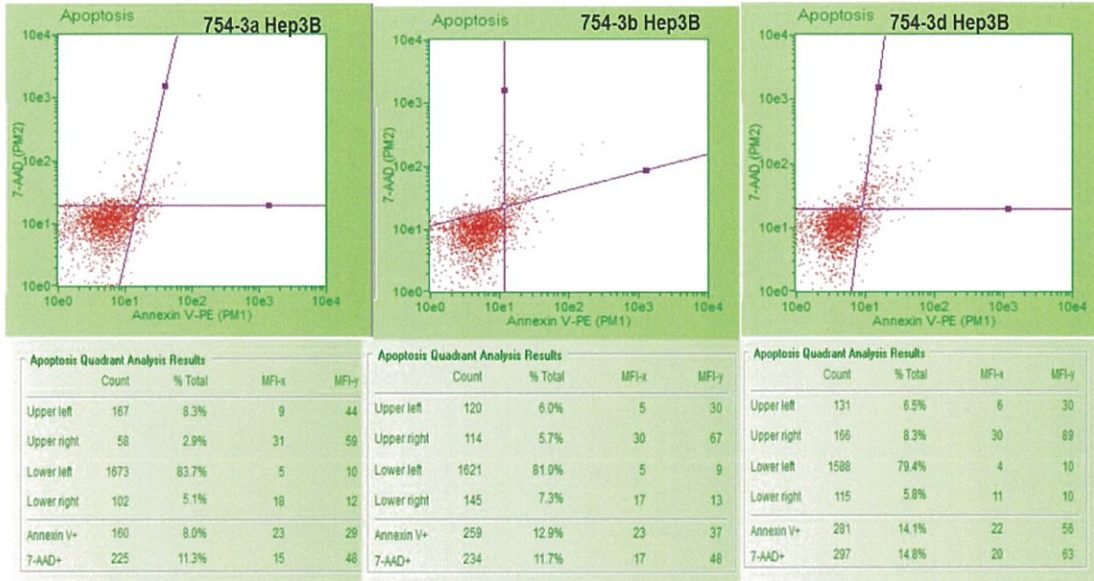 Apoptosis
754-3a Hep3B
10e4
10e3
10e2
10e1
10e0
7-AAD (PM2)
10e0 10e1 10e2 10e3 10e4
Annexin V-PE (PM1)
Apoptosis
754-3b Hep3B
10e4
10e3
10e2
10e1
10e0
7-AAD (PM2)
10e0 10e1 10e2 10e3 10e4
Annexin V-PE (PM1)
Apoptosis
754-3d Hep3B
10e4
10e3
10e2
10e1
10e0
7-AAD (PM2)
10e0 10e1 10e2 10e3 10e4
Annexin V-PE (PM1)
Apoptosis Quadrant Analysis Results
Count % Total MFI-x MFI-y
Upper left 167 8.3% 9 44
Upper right 58 2.9% 31 59
Lower left 1673 83.7% 5 10
Lower right 102 5.1% 18 12
Annexin V+ 160 8.0% 23 29
7-AAD+ 225 11.3% 15 48
Apoptosis Quadrant Analysis Results
Count % Total MFI-x MFI-y
Upper left 120 6.0% 5 30
Upper right 114 5.7% 30 67
Lower left 1621 81.0% 5 9
Lower right 145 7.3% 17 13
Annexin V+ 259 12.9% 23 37
7-AAD+ 234 11.7% 17 48
Apoptosis Quadrant Analysis Results
Count % Total MFI-x MFI-y
Upper left 131 6.5% 6 30
Upper right 166 8.3% 30 89
Lower left 1588 79.4% 4 10
Lower right 115 5.8% 11 10
Annexin V+ 281 14.1% 22 56
7-AAD+ 297 14.8% 20 63